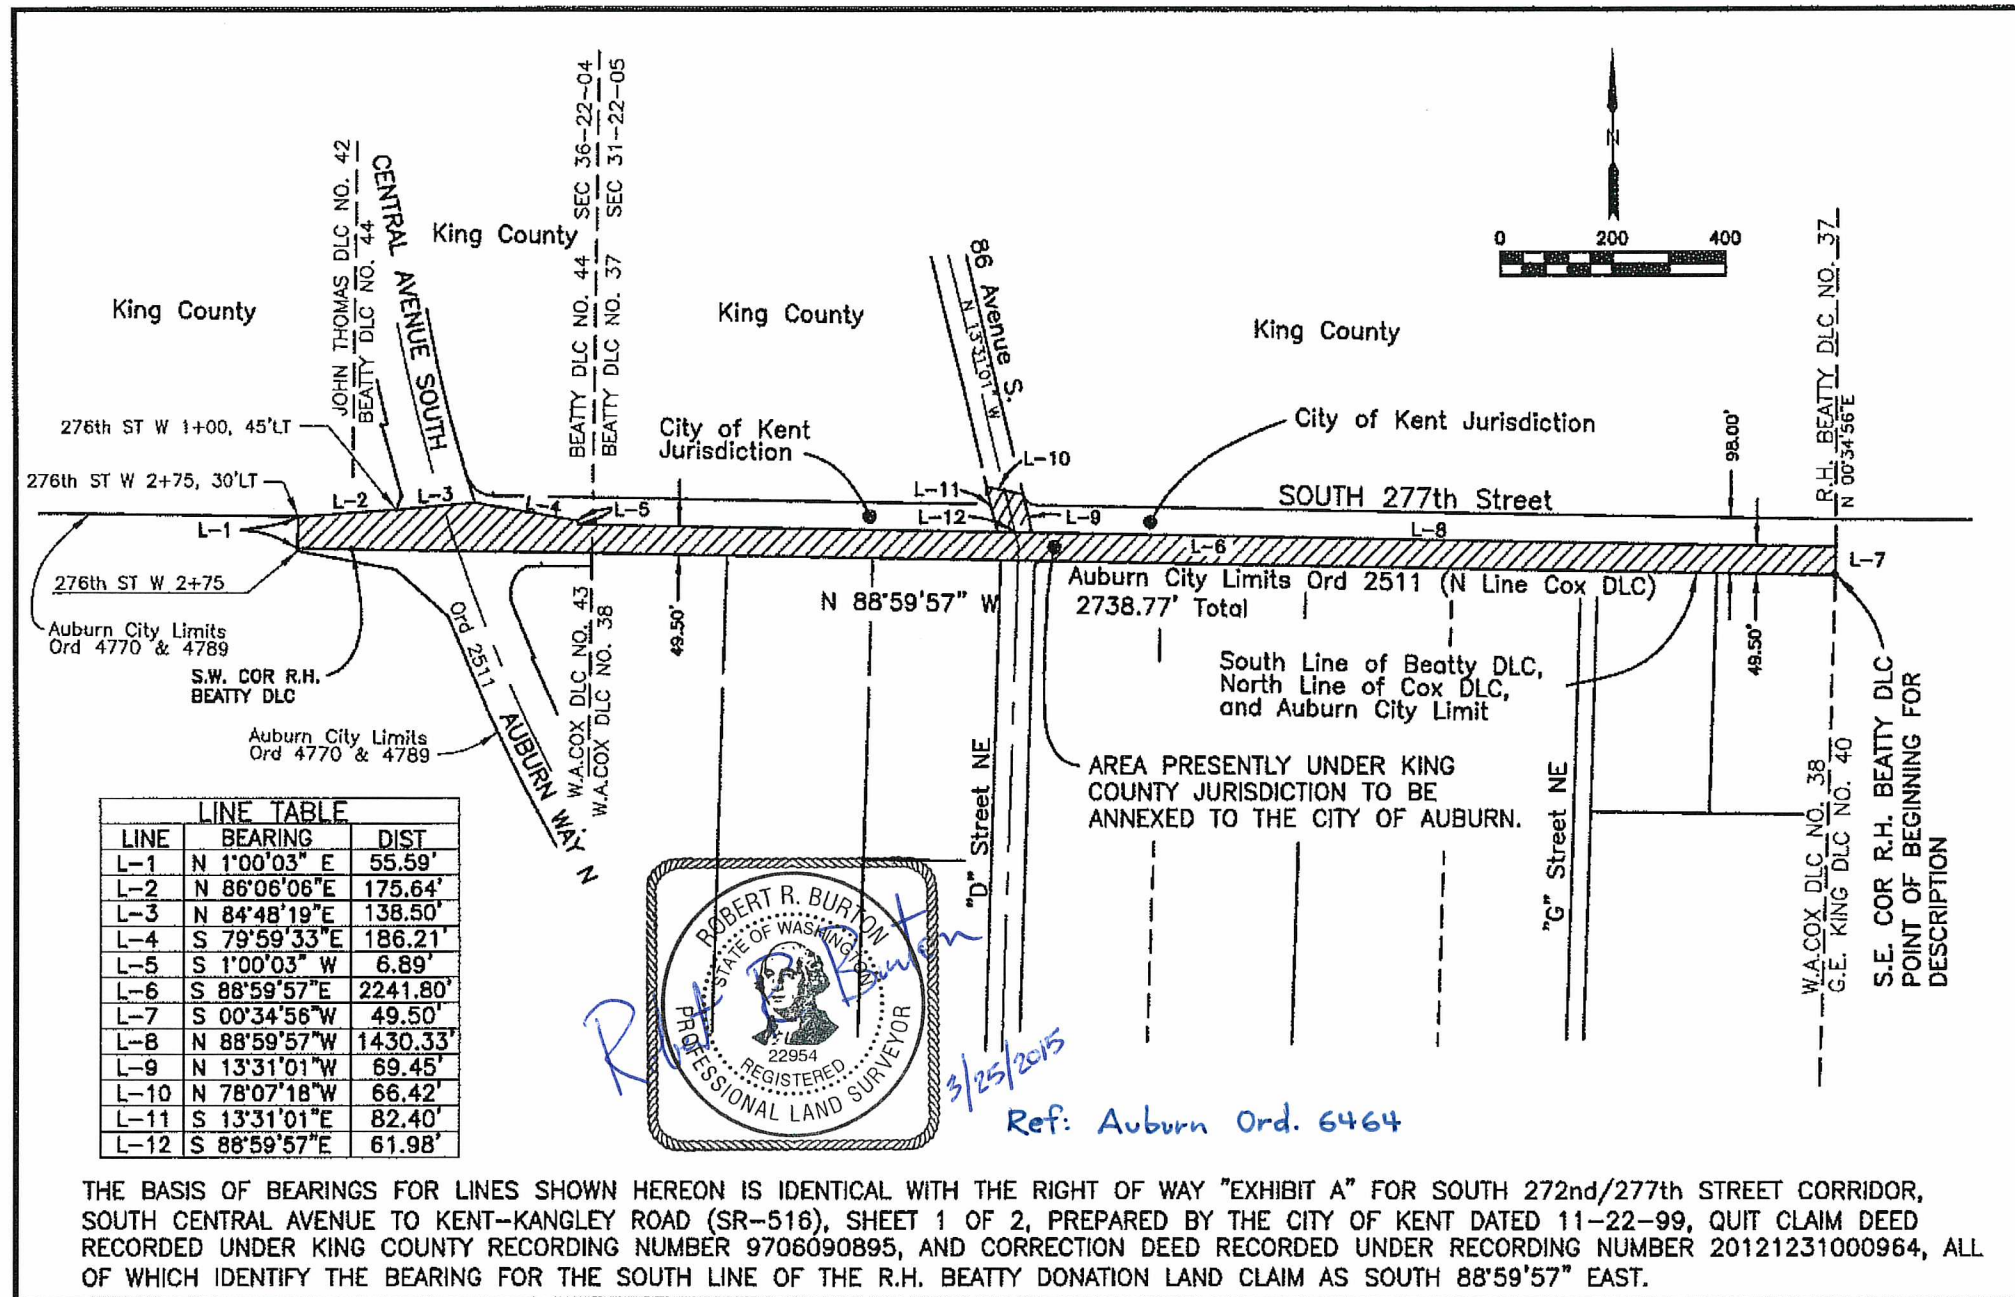 JOHN THOMAS DLC NO. 42
BEATTY DLC NO. 44
CENTRAL AVENUE SOUTH
King County
King County
BEATTY DLC NO. 44 SEC 36-22-04
BEATTY DLC NO. 37 SEC 31-22-05
King County
86 Avenue S.
N 13°31'01" W
King County
N
0 200 400
R.H. BEATTY DLC NO. 37
N 00°34'56"E
276th ST W 1+00, 45'LT
276th ST W 2+75, 30'LT
City of Kent
Jurisdiction
City of Kent Jurisdiction
98.00'
L-1
L-2
L-3
L-4
L-5
L-10
L-11
L-12
L-9
SOUTH 277th Street
L-8
L-6
L-7
276th ST W 2+75
Auburn City Limits
Ord 4770 & 4789
S.W. COR R.H.
BEATTY DLC
Ord 2511
AUBURN WAY N
Auburn City Limits
Ord 4770 & 4789
W.A.COX DLC NO. 43
W.A.COX DLC NO. 38
49.50'
N 88°59'57" W
Auburn City Limits Ord 2511 (N Line Cox DLC)
2738.77' Total
South Line of Beatty DLC,
North Line of Cox DLC,
and Auburn City Limit
49.50'
AREA PRESENTLY UNDER KING
COUNTY JURISDICTION TO BE
ANNEXED TO THE CITY OF AUBURN.
"D" Street NE
"G" Street NE
W.A.COX DLC NO. 38
G.E. KING DLC NO. 40
S.E. COR R.H. BEATTY DLC
POINT OF BEGINNING FOR
DESCRIPTION
LINE TABLE
LINE BEARING DIST
L-1 N 1°00'03" E 55.59'
L-2 N 86°06'06"E 175.64'
L-3 N 84°48'19"E 138.50'
L-4 S 79°59'33"E 186.21'
L-5 S 1°00'03" W 6.89'
L-6 S 88°59'57"E 2241.80'
L-7 S 00°34'56"W 49.50'
L-8 N 88°59'57"W 1430.33'
L-9 N 13°31'01"W 69.45'
L-10 N 78°07'18"W 66.42'
L-11 S 13°31'01"E 82.40'
L-12 S 88°59'57"E 61.98'
ROBERT R. BURTON
STATE OF WASHINGTON
22954
REGISTERED
PROFESSIONAL LAND SURVEYOR
Robert R Burton
3/25/2015
Ref: Auburn Ord. 6464
THE BASIS OF BEARINGS FOR LINES SHOWN HEREON IS IDENTICAL WITH THE RIGHT OF WAY "EXHIBIT A" FOR SOUTH 272nd/277th STREET CORRIDOR,
SOUTH CENTRAL AVENUE TO KENT-KANGLEY ROAD (SR-516), SHEET 1 OF 2, PREPARED BY THE CITY OF KENT DATED 11-22-99, QUIT CLAIM DEED
RECORDED UNDER KING COUNTY RECORDING NUMBER 9706090895, AND CORRECTION DEED RECORDED UNDER RECORDING NUMBER 20121231000964, ALL
OF WHICH IDENTIFY THE BEARING FOR THE SOUTH LINE OF THE R.H. BEATTY DONATION LAND CLAIM AS SOUTH 88°59'57" EAST.